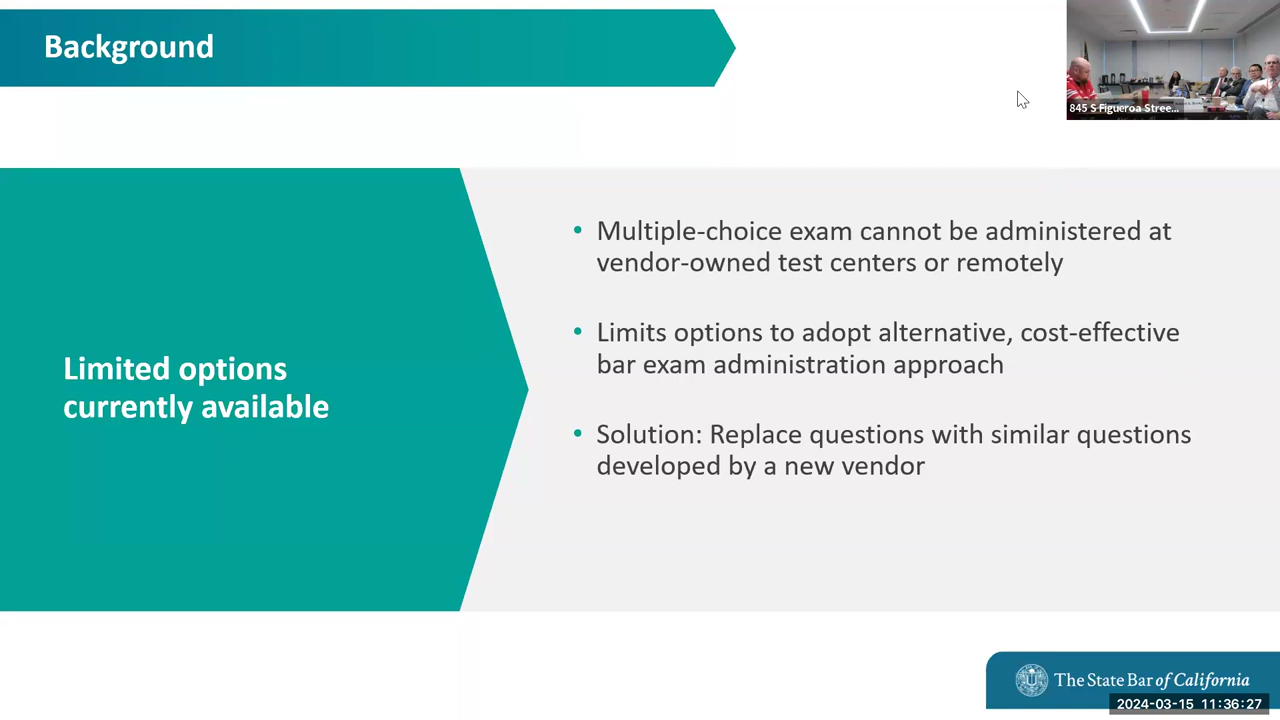 Background
845 S Figueroa Stree...
Limited options
currently available
• Multiple-choice exam cannot be administered at
vendor-owned test centers or remotely
• Limits options to adopt alternative, cost-effective
bar exam administration approach
• Solution: Replace questions with similar questions
developed by a new vendor
The State Bar of California
2024-03-15 11:36:27